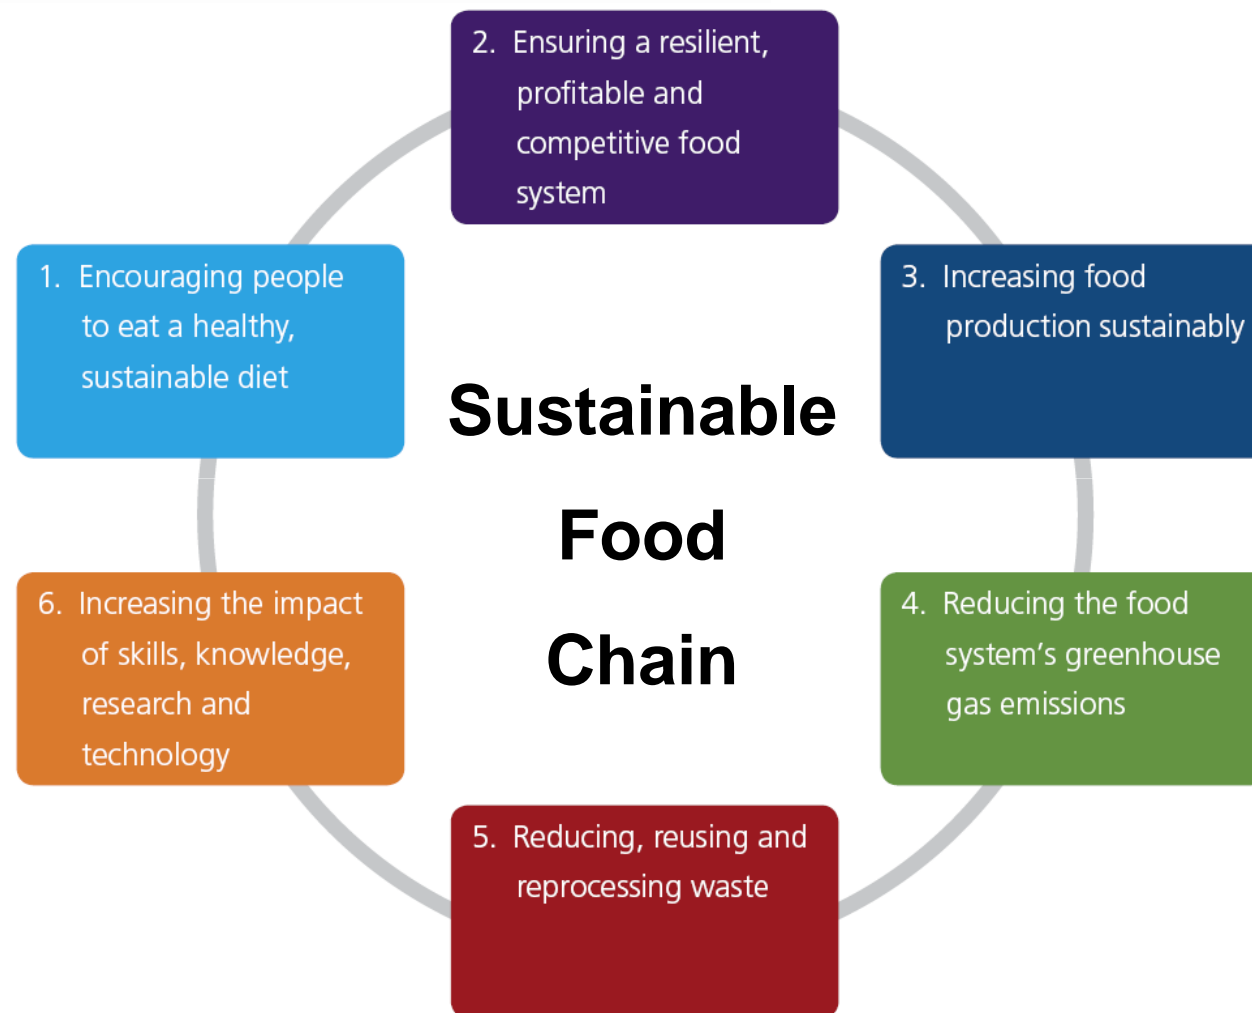 1. Encouraging people
to eat a healthy,
sustainable diet
2. Ensuring a resilient,
profitable and
competitive food
system
3. Increasing food
production sustainably
4. Reducing the food
system’s greenhouse
gas emissions
5. Reducing, reusing and
reprocessing waste
6. Increasing the impact
of skills, knowledge,
research and
technology
Sustainable
Food
Chain